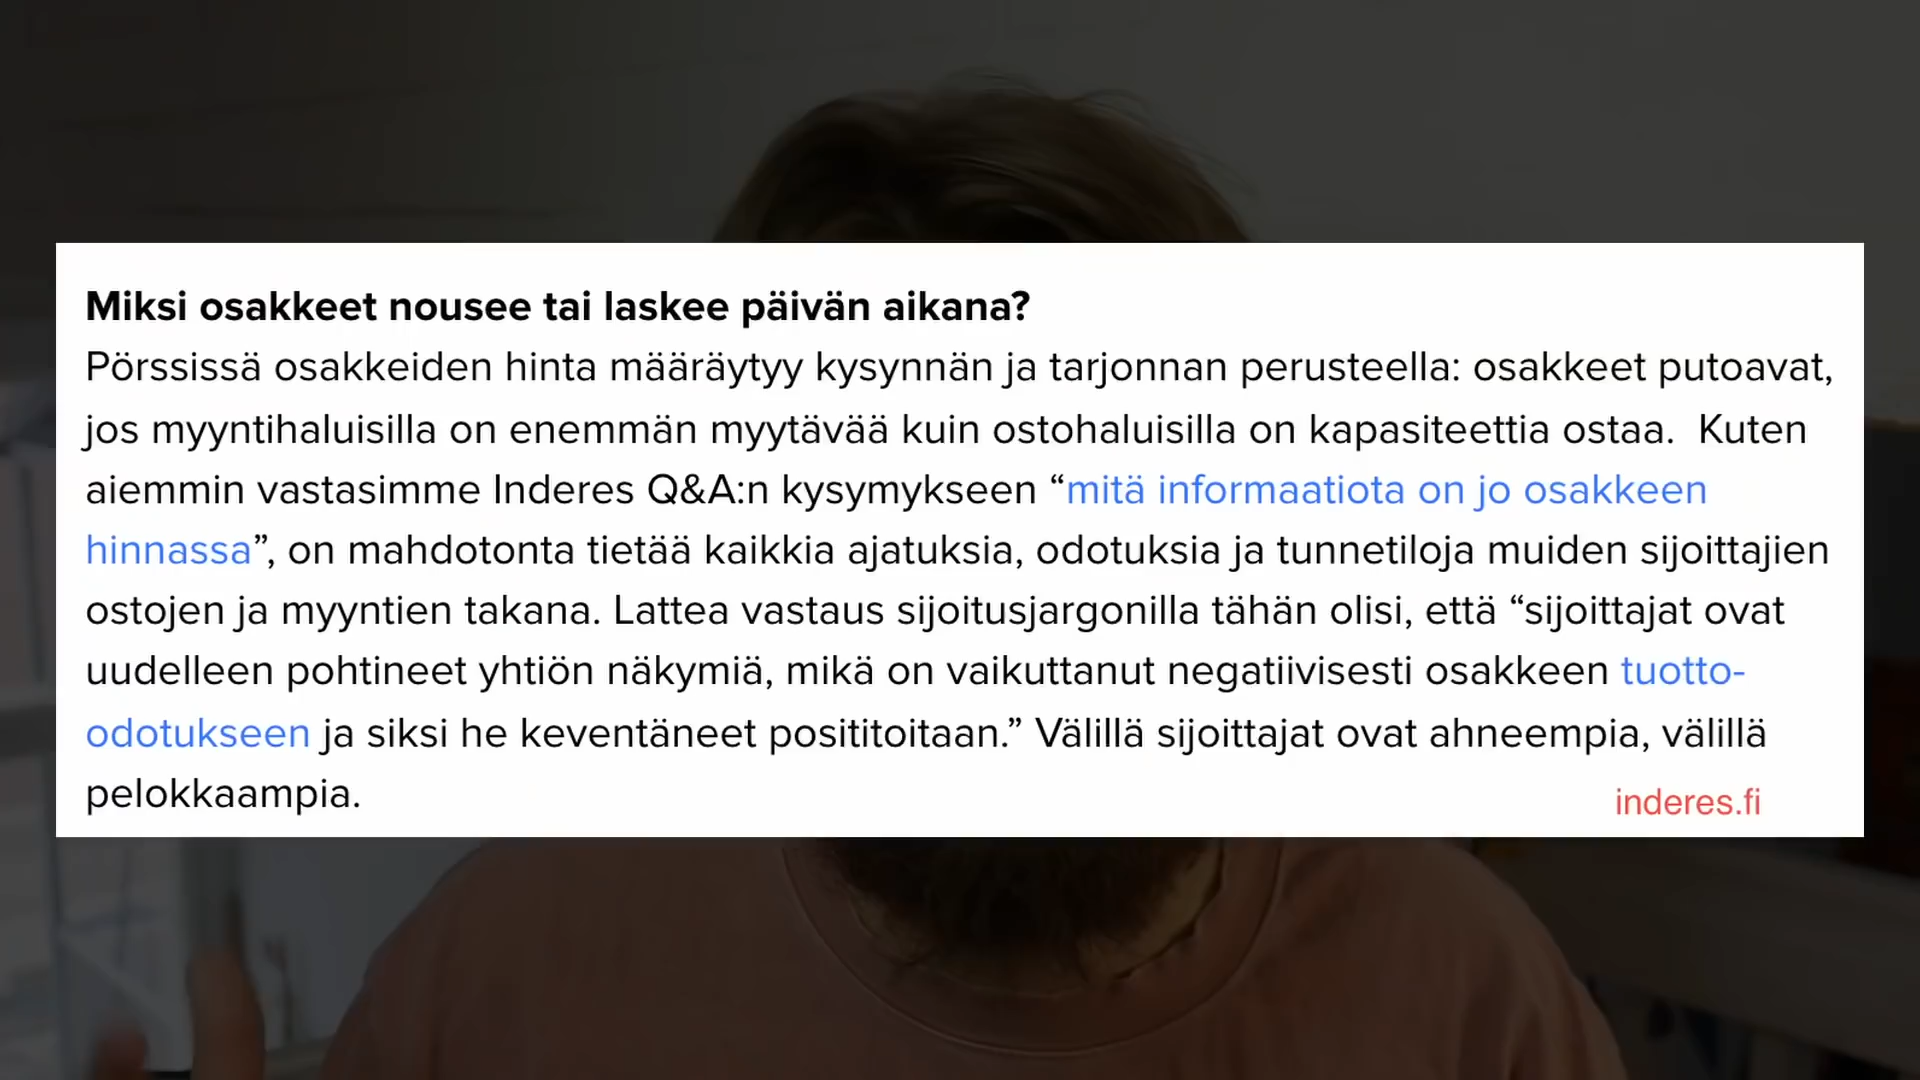 Miksi osakkeet nousee tai laskee päivän aikana?
Pörssissä osakkeiden hinta määräytyy kysynnän ja tarjonnan perusteella: osakkeet putoavat,
jos myyntihaluisilla on enemmän myytävää kuin ostohaluisilla on kapasiteettia ostaa.  Kuten
aiemmin vastasimme Inderes Q&A:n kysymykseen “mitä informaatiota on jo osakkeen
hinnassa”, on mahdotonta tietää kaikkia ajatuksia, odotuksia ja tunnetiloja muiden sijoittajien
ostojen ja myyntien takana. Lattea vastaus sijoitusjargonilla tähän olisi, että “sijoittajat ovat
uudelleen pohtineet yhtiön näkymiä, mikä on vaikuttanut negatiivisesti osakkeen tuotto-
odotukseen ja siksi he keventäneet posititoitaan.” Välillä sijoittajat ovat ahneempia, välillä
pelokkaampia.
inderes.fi